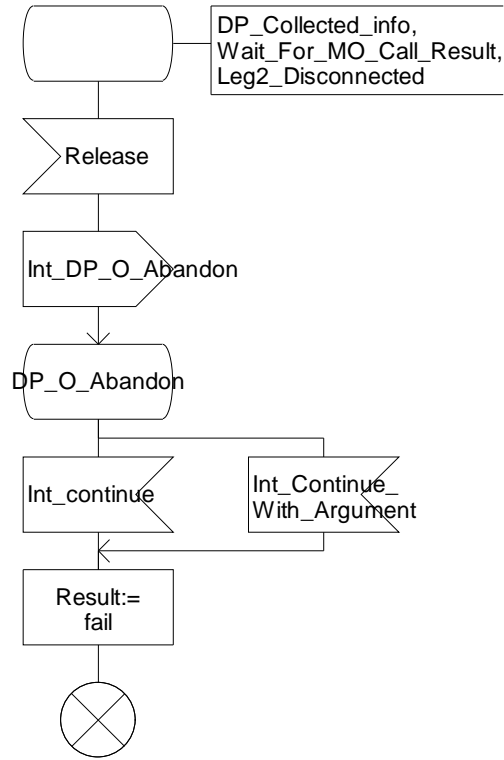 DP_Collected_info,
Wait_For_MO_Call_Result,
Leg2_Disconnected
Release
Int_DP_O_Abandon
DP_O_Abandon
Int_continue
Int_Continue_
With_Argument
Result:=
fail